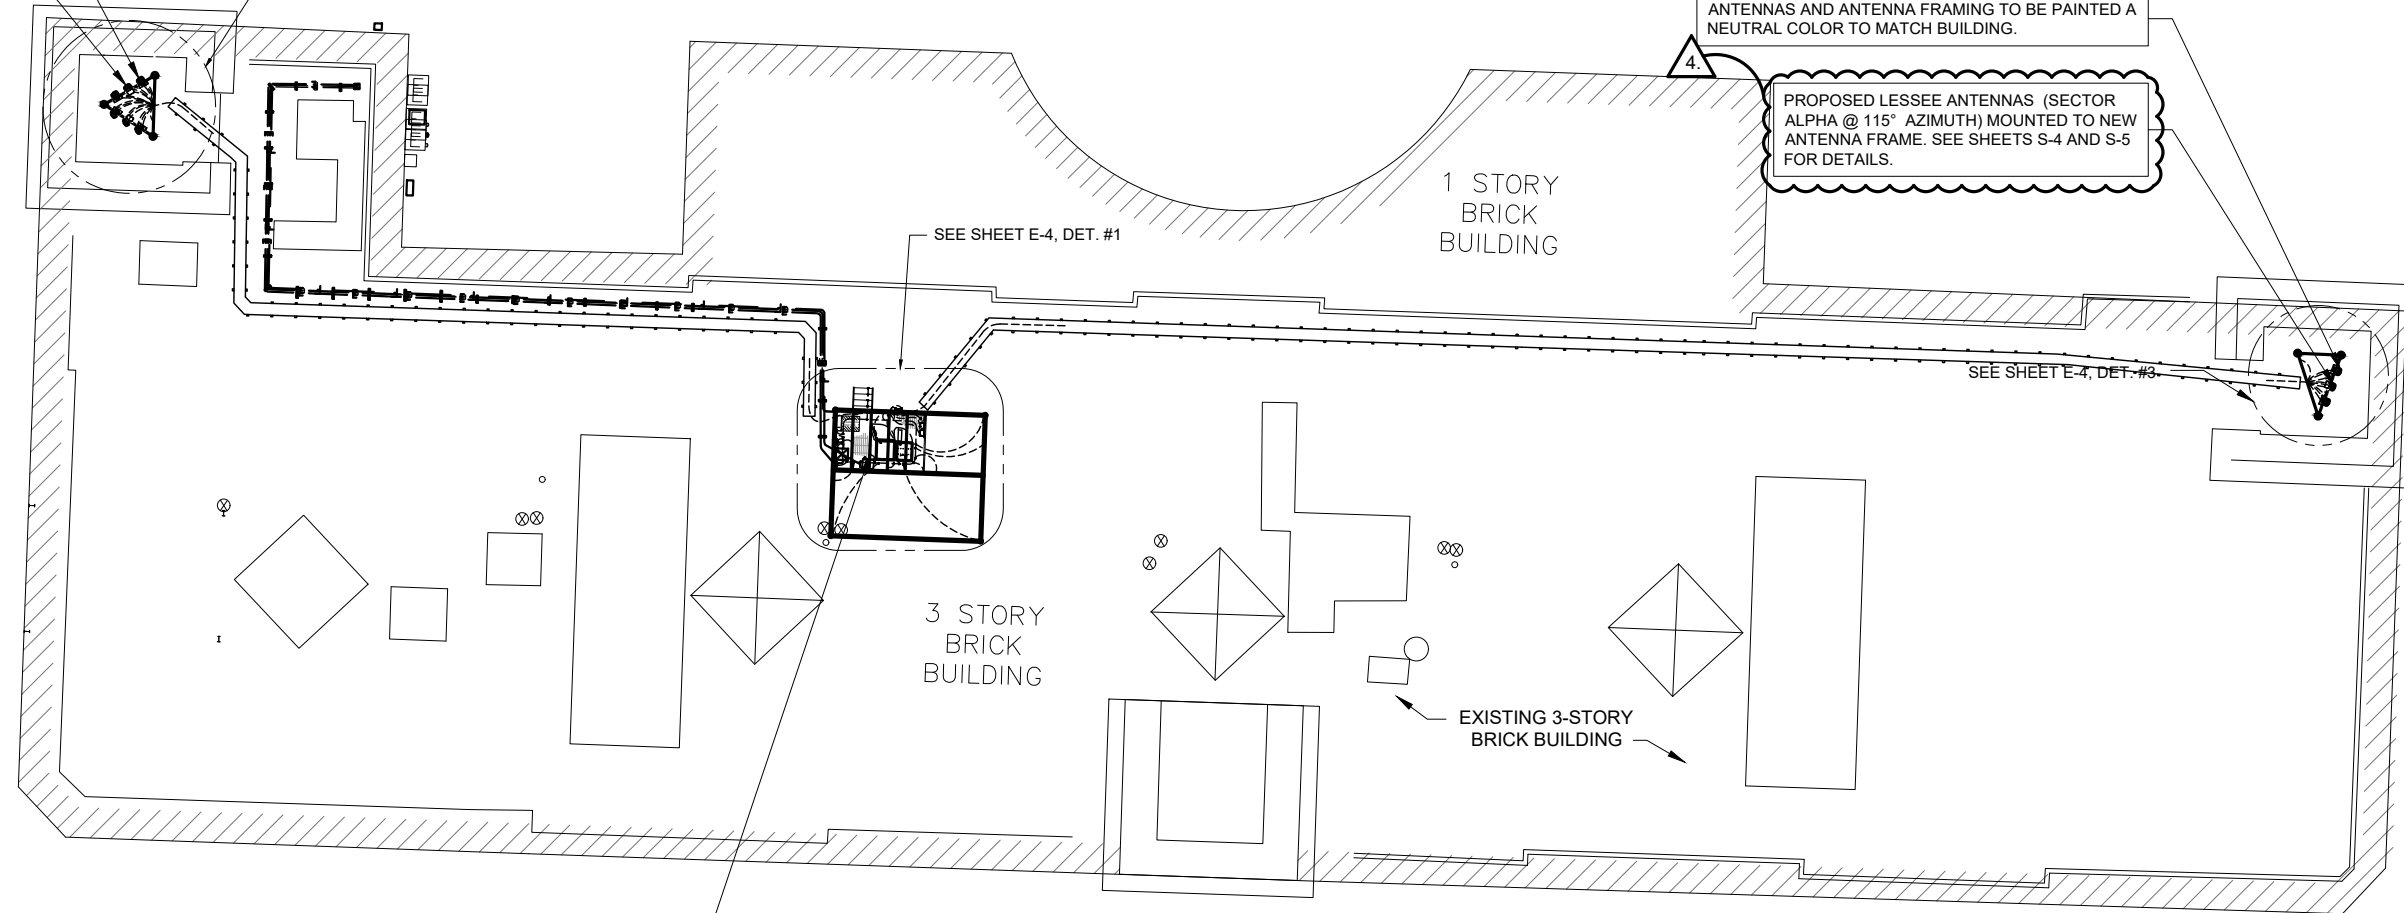 ANTENNAS AND ANTENNA FRAMING TO BE PAINTED A
NEUTRAL COLOR TO MATCH BUILDING.
4.
PROPOSED LESSEE ANTENNAS (SECTOR
ALPHA @ 115° AZIMUTH) MOUNTED TO NEW
ANTENNA FRAME. SEE SHEETS S-4 AND S-5
FOR DETAILS.
1 STORY
BRICK
BUILDING
SEE SHEET E-4, DET. #1
SEE SHEET E-4, DET. #3
3 STORY
BRICK
BUILDING
EXISTING 3-STORY
BRICK BUILDING